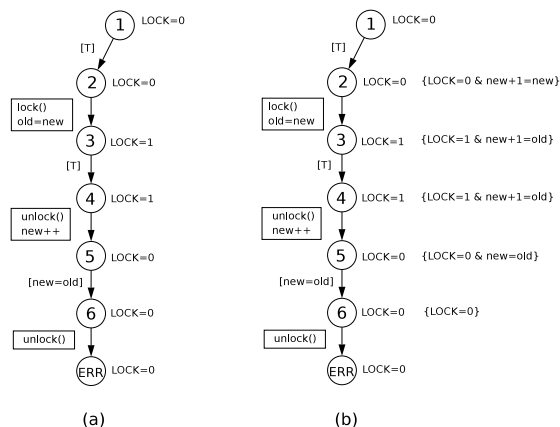 1 LOCK=0
[T]
2 LOCK=0
lock()
old=new
3 LOCK=1
[T]
4 LOCK=1
unlock()
new++
5 LOCK=0
[new=old]
6 LOCK=0
unlock()
ERR LOCK=0
(a)
1 LOCK=0
[T]
2 LOCK=0 {LOCK=0 & new+1=new}
lock()
old=new
3 LOCK=1 {LOCK=1 & new+1=old}
[T]
4 LOCK=1 {LOCK=1 & new+1=old}
unlock()
new++
5 LOCK=0 {LOCK=0 & new=old}
[new=old]
6 LOCK=0 {LOCK=0}
unlock()
ERR LOCK=0
(b)